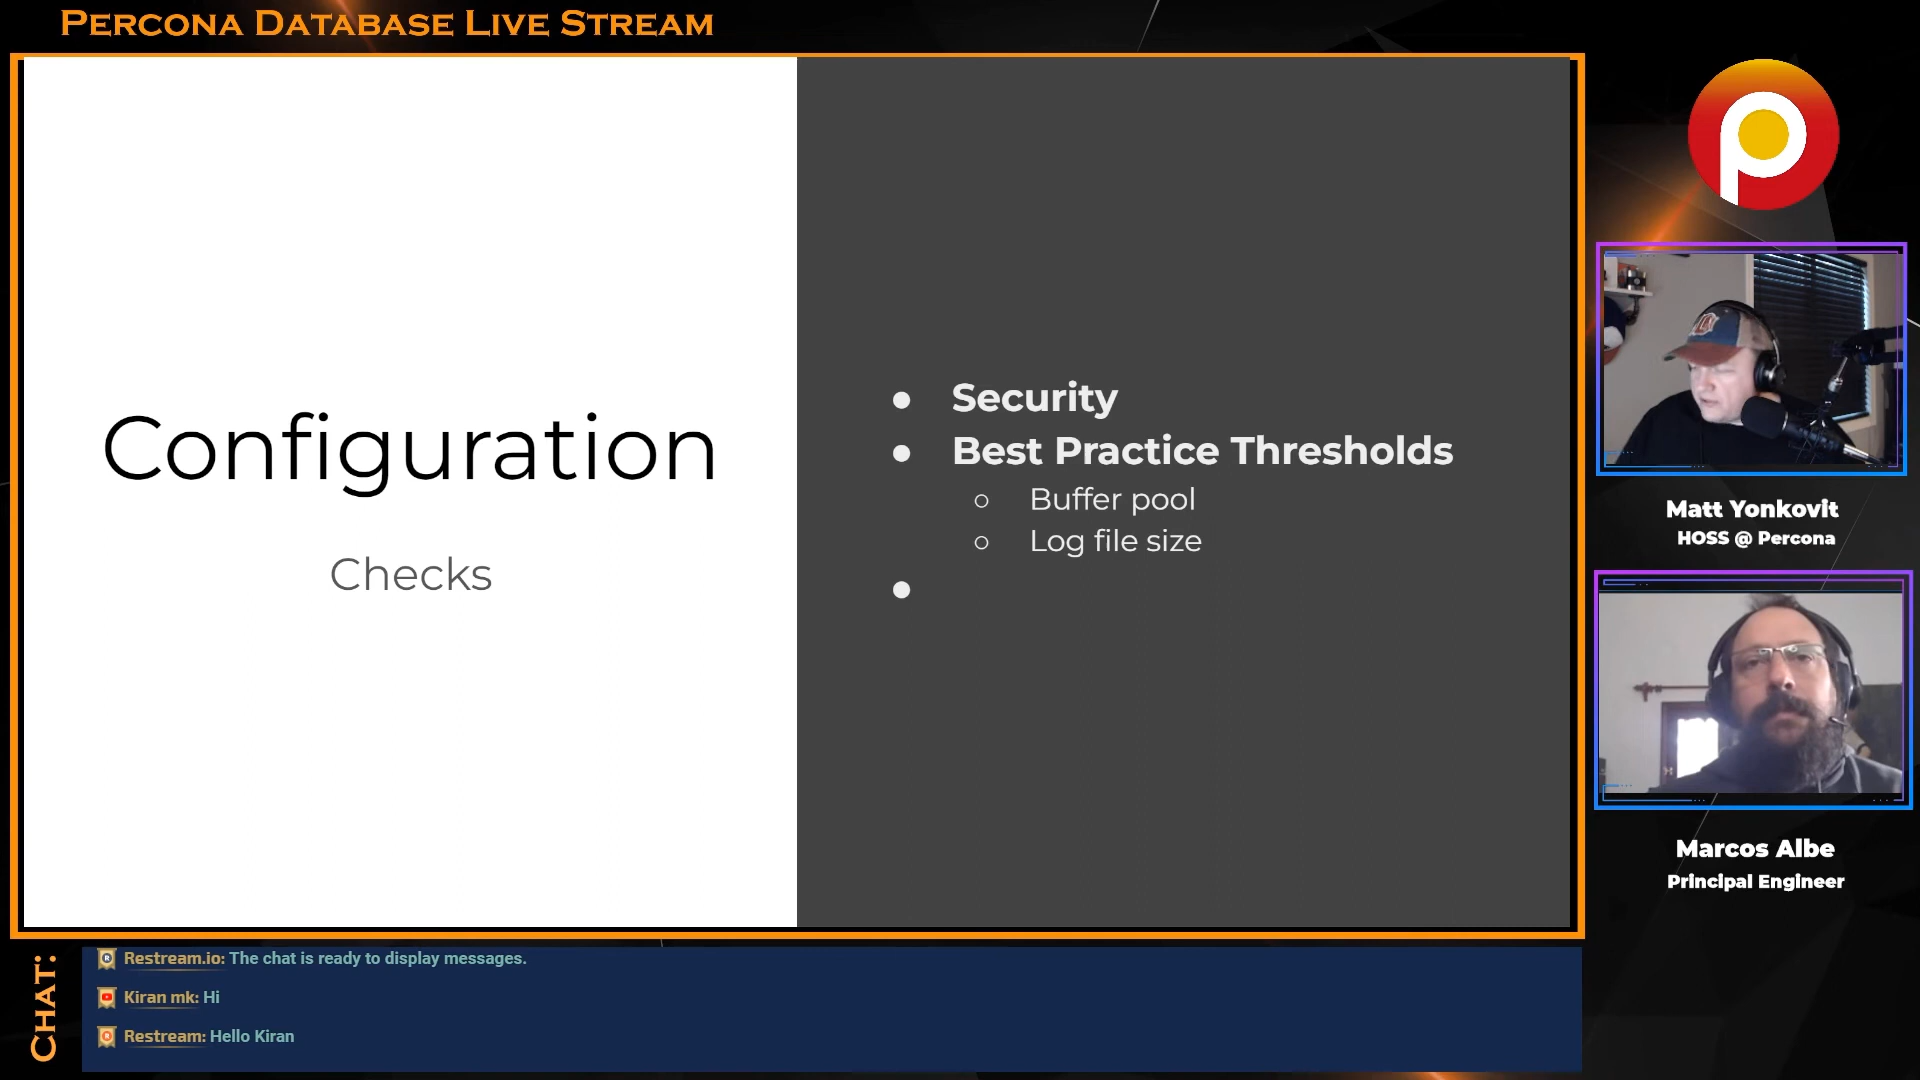 PERCONA DATABASE LIVE STREAM
Configuration
Checks
● Security
● Best Practice Thresholds
○ Buffer pool
○ Log file size
●
Matt Yonkovit
HOSS @ Percona
Marcos Albe
Principal Engineer
CHAT:
Restream.io: The chat is ready to display messages.
Kiran mk: Hi
Restream: Hello Kiran